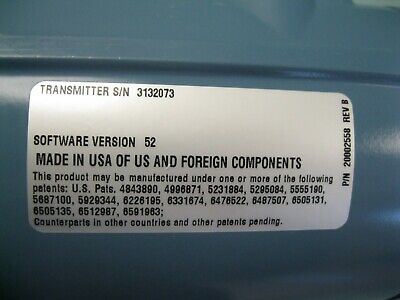 TRANSMITTER S/N 3132073
SOFTWARE VERSION 52
MADE IN USA OF US AND FOREIGN COMPONENTS
This product may be manufactured under one or more of the following
patents: U.S. Pats. 4843890, 4996871, 5231884, 5295084, 5555190,
5687100, 5929344, 6226195, 6331674, 6476522, 6487507, 6505131,
6505135, 6512987, 6591963;
Counterparts in other countries and other patents pending.
P/N 20002558 REV B